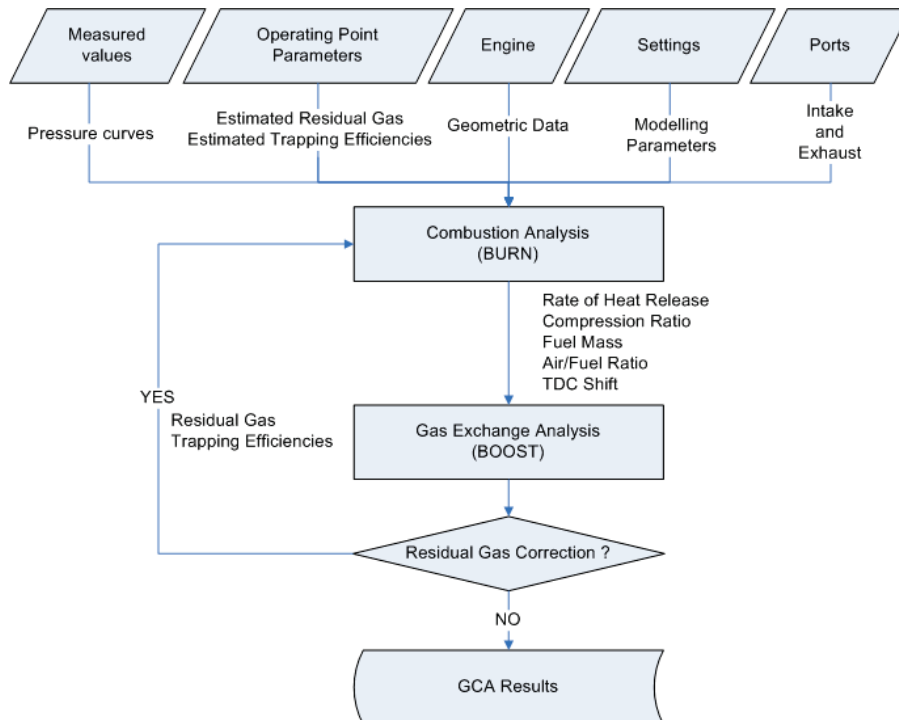 Measured
values
Operating Point
Parameters
Engine
Settings
Ports
Pressure curves
Estimated Residual Gas
Estimated Trapping Efficiencies
Geometric Data
Modelling
Parameters
Intake
and
Exhaust
Combustion Analysis
(BURN)
Rate of Heat Release
Compression Ratio
Fuel Mass
Air/Fuel Ratio
TDC Shift
YES
Residual Gas
Trapping Efficiencies
Gas Exchange Analysis
(BOOST)
Residual Gas Correction ?
NO
GCA Results